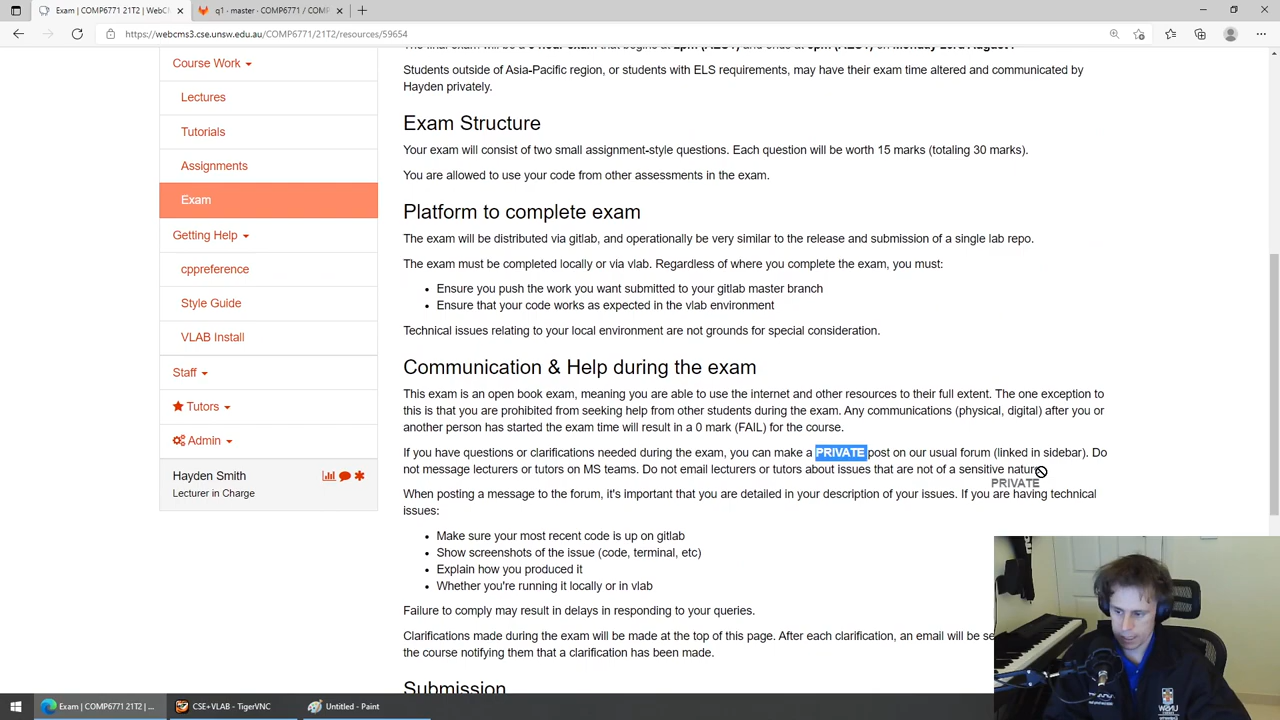 Exam | COMP6771 21T2 | WebC
q1 · master · COMP6771 / COMP
https://webcms3.cse.unsw.edu.au/COMP6771/21T2/resources/59654
Course Work
Lectures
Tutorials
Assignments
Exam
Getting Help
cppreference
Style Guide
VLAB Install
Staff
Tutors
Admin
Hayden Smith
Lecturer in Charge
Students outside of Asia-Pacific region, or students with ELS requirements, may have their exam time altered and communicated by
Hayden privately.
Exam Structure
Your exam will consist of two small assignment-style questions. Each question will be worth 15 marks (totaling 30 marks).
You are allowed to use your code from other assessments in the exam.
Platform to complete exam
The exam will be distributed via gitlab, and operationally be very similar to the release and submission of a single lab repo.
The exam must be completed locally or via vlab. Regardless of where you complete the exam, you must:
Ensure you push the work you want submitted to your gitlab master branch
Ensure that your code works as expected in the vlab environment
Technical issues relating to your local environment are not grounds for special consideration.
Communication & Help during the exam
This exam is an open book exam, meaning you are able to use the internet and other resources to their full extent. The one exception to
this is that you are prohibited from seeking help from other students during the exam. Any communications (physical, digital) after you or
another person has started the exam time will result in a 0 mark (FAIL) for the course.
If you have questions or clarifications needed during the exam, you can make a PRIVATE post on our usual forum (linked in sidebar). Do
not message lecturers or tutors on MS teams. Do not email lecturers or tutors about issues that are not of a sensitive nature
PRIVATE
When posting a message to the forum, it's important that you are detailed in your description of your issues. If you are having technical
issues:
Make sure your most recent code is up on gitlab
Show screenshots of the issue (code, terminal, etc)
Explain how you produced it
Whether you're running it locally or in vlab
Failure to comply may result in delays in responding to your queries.
Clarifications made during the exam will be made at the top of this page. After each clarification, an email will be se
the course notifying them that a clarification has been made.
Submission
Exam | COMP6771 21T2 | ...
CSE+VLAB - TigerVNC
Untitled - Paint